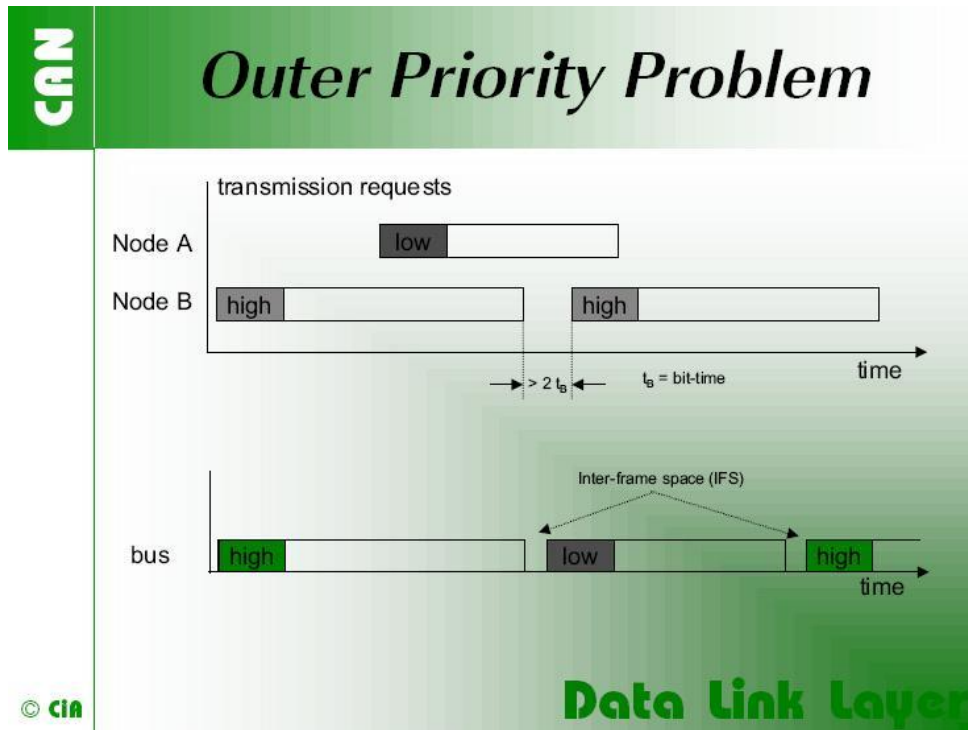 CAN
Outer Priority Problem
transmission requests
Node A
low
Node B
high
high
time
> 2 tB
tB = bit-time
Inter-frame space (IFS)
bus
high
low
high
time
© CiA
Data Link Layer